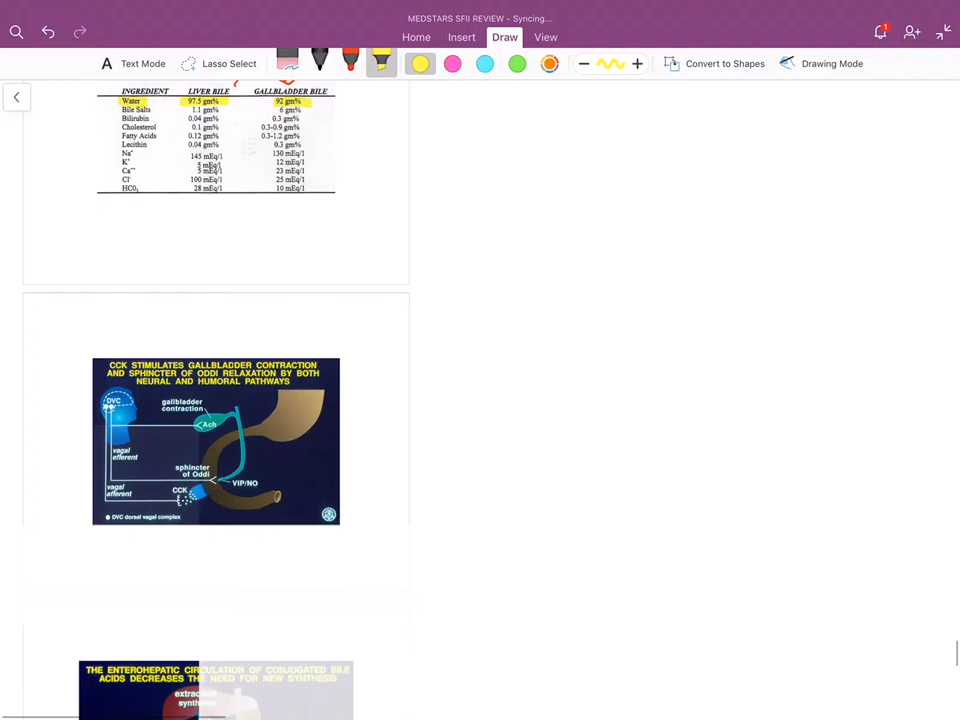 MEDSTARS SFII REVIEW - Syncing...
Home Insert Draw View
1
A Text Mode Lasso Select Convert to Shapes Drawing Mode
INGREDIENT LIVER BILE GALLBLADDER BILE
Water 97.5 gm% 92 gm%
Bile Salts 1.1 gm% 6 gm%
Bilirubin 0.04 gm% 0.3 gm%
Cholesterol 0.1 gm% 0.3-0.9 gm%
Fatty Acids 0.12 gm% 0.3-1.2 gm%
Lecithin 0.04 gm% 0.3 gm%
Na⁺ 145 mEq/l 130 mEq/l
K⁺ 5 mEq/l 12 mEq/l
Ca⁺⁺ 5 mEq/l 23 mEq/l
Cl⁻ 100 mEq/l 25 mEq/l
HCO₃ 28 mEq/l 10 mEq/l
CCK STIMULATES GALLBLADDER CONTRACTION
AND SPHINCTER OF ODDI RELAXATION BY BOTH
NEURAL AND HUMORAL PATHWAYS
DVC
gallbladder
contraction
Ach
vagal
efferent
sphincter
of Oddi
VIP/NO
vagal
afferent
CCK
DVC dorsal vagal complex
THE ENTEROHEPATIC CIRCULATION OF CONJUGATED BILE
ACIDS DECREASES THE NEED FOR NEW SYNTHESIS
extraction
synthesis